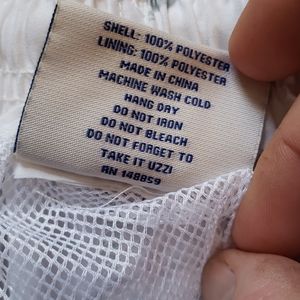 SHELL: 100% POLYESTER
LINING: 100% POLYESTER
MADE IN CHINA
MACHINE WASH COLD
HANG DRY
DO NOT IRON
DO NOT BLEACH
DO NOT FORGET TO
TAKE IT UZZI
RN 148859